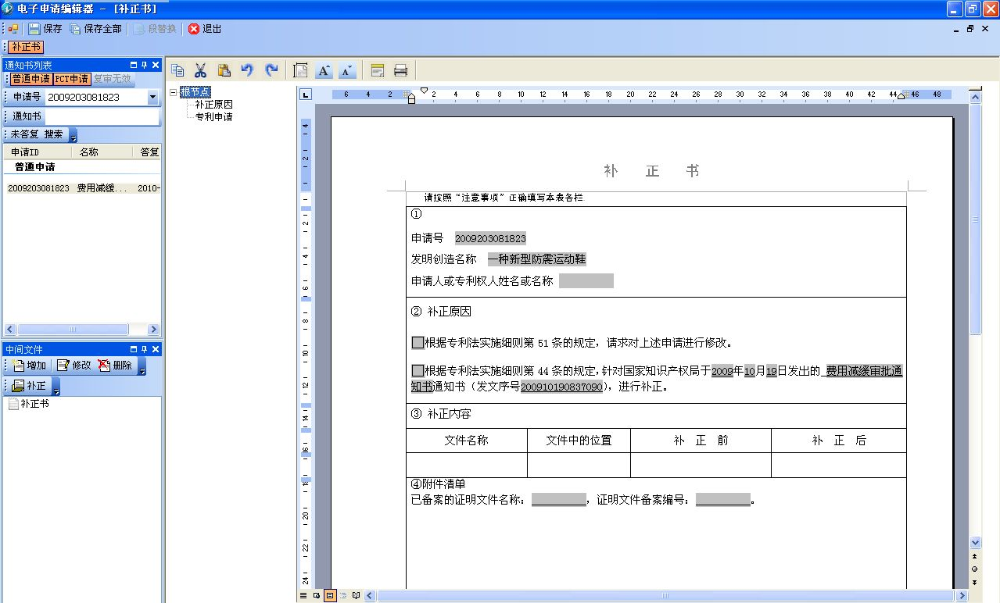 电子申请编辑器 - [补正书]
保存 保存全部 段替换 退出
补正书
通知书列表
普通申请 PCT申请 复审无效
申请号 2009203081823
通知书
未答复 搜索
申请ID 名称 答复
普通申请
2009203081823 费用减缓... 2010-
中间文件
增加 修改 删除
补正
补正书
根节点
补正原因
专利申请
6 4 2 2 4 6 8 10 12 14 16 18 20 22 24 26 28 30 32 34 36 38 40 42 44 46 48
4
2
2
4
6
8
10
12
14
16
18
20
22
24
补 正 书
请按照“注意事项”正确填写本表各栏
①
申请号 2009203081823
发明创造名称 一种新型防震运动鞋
申请人或专利权人姓名或名称
② 补正原因
根据专利法实施细则第 51 条的规定，请求对上述申请进行修改。
根据专利法实施细则第 44 条的规定，针对国家知识产权局于2009年10月19日发出的 费用减缓审批通
知书通知书（发文序号200910190837090），进行补正。
③ 补正内容
文件名称 文件中的位置 补 正 前 补 正 后
④附件清单
已备案的证明文件名称：__________，证明文件备案编号：__________。